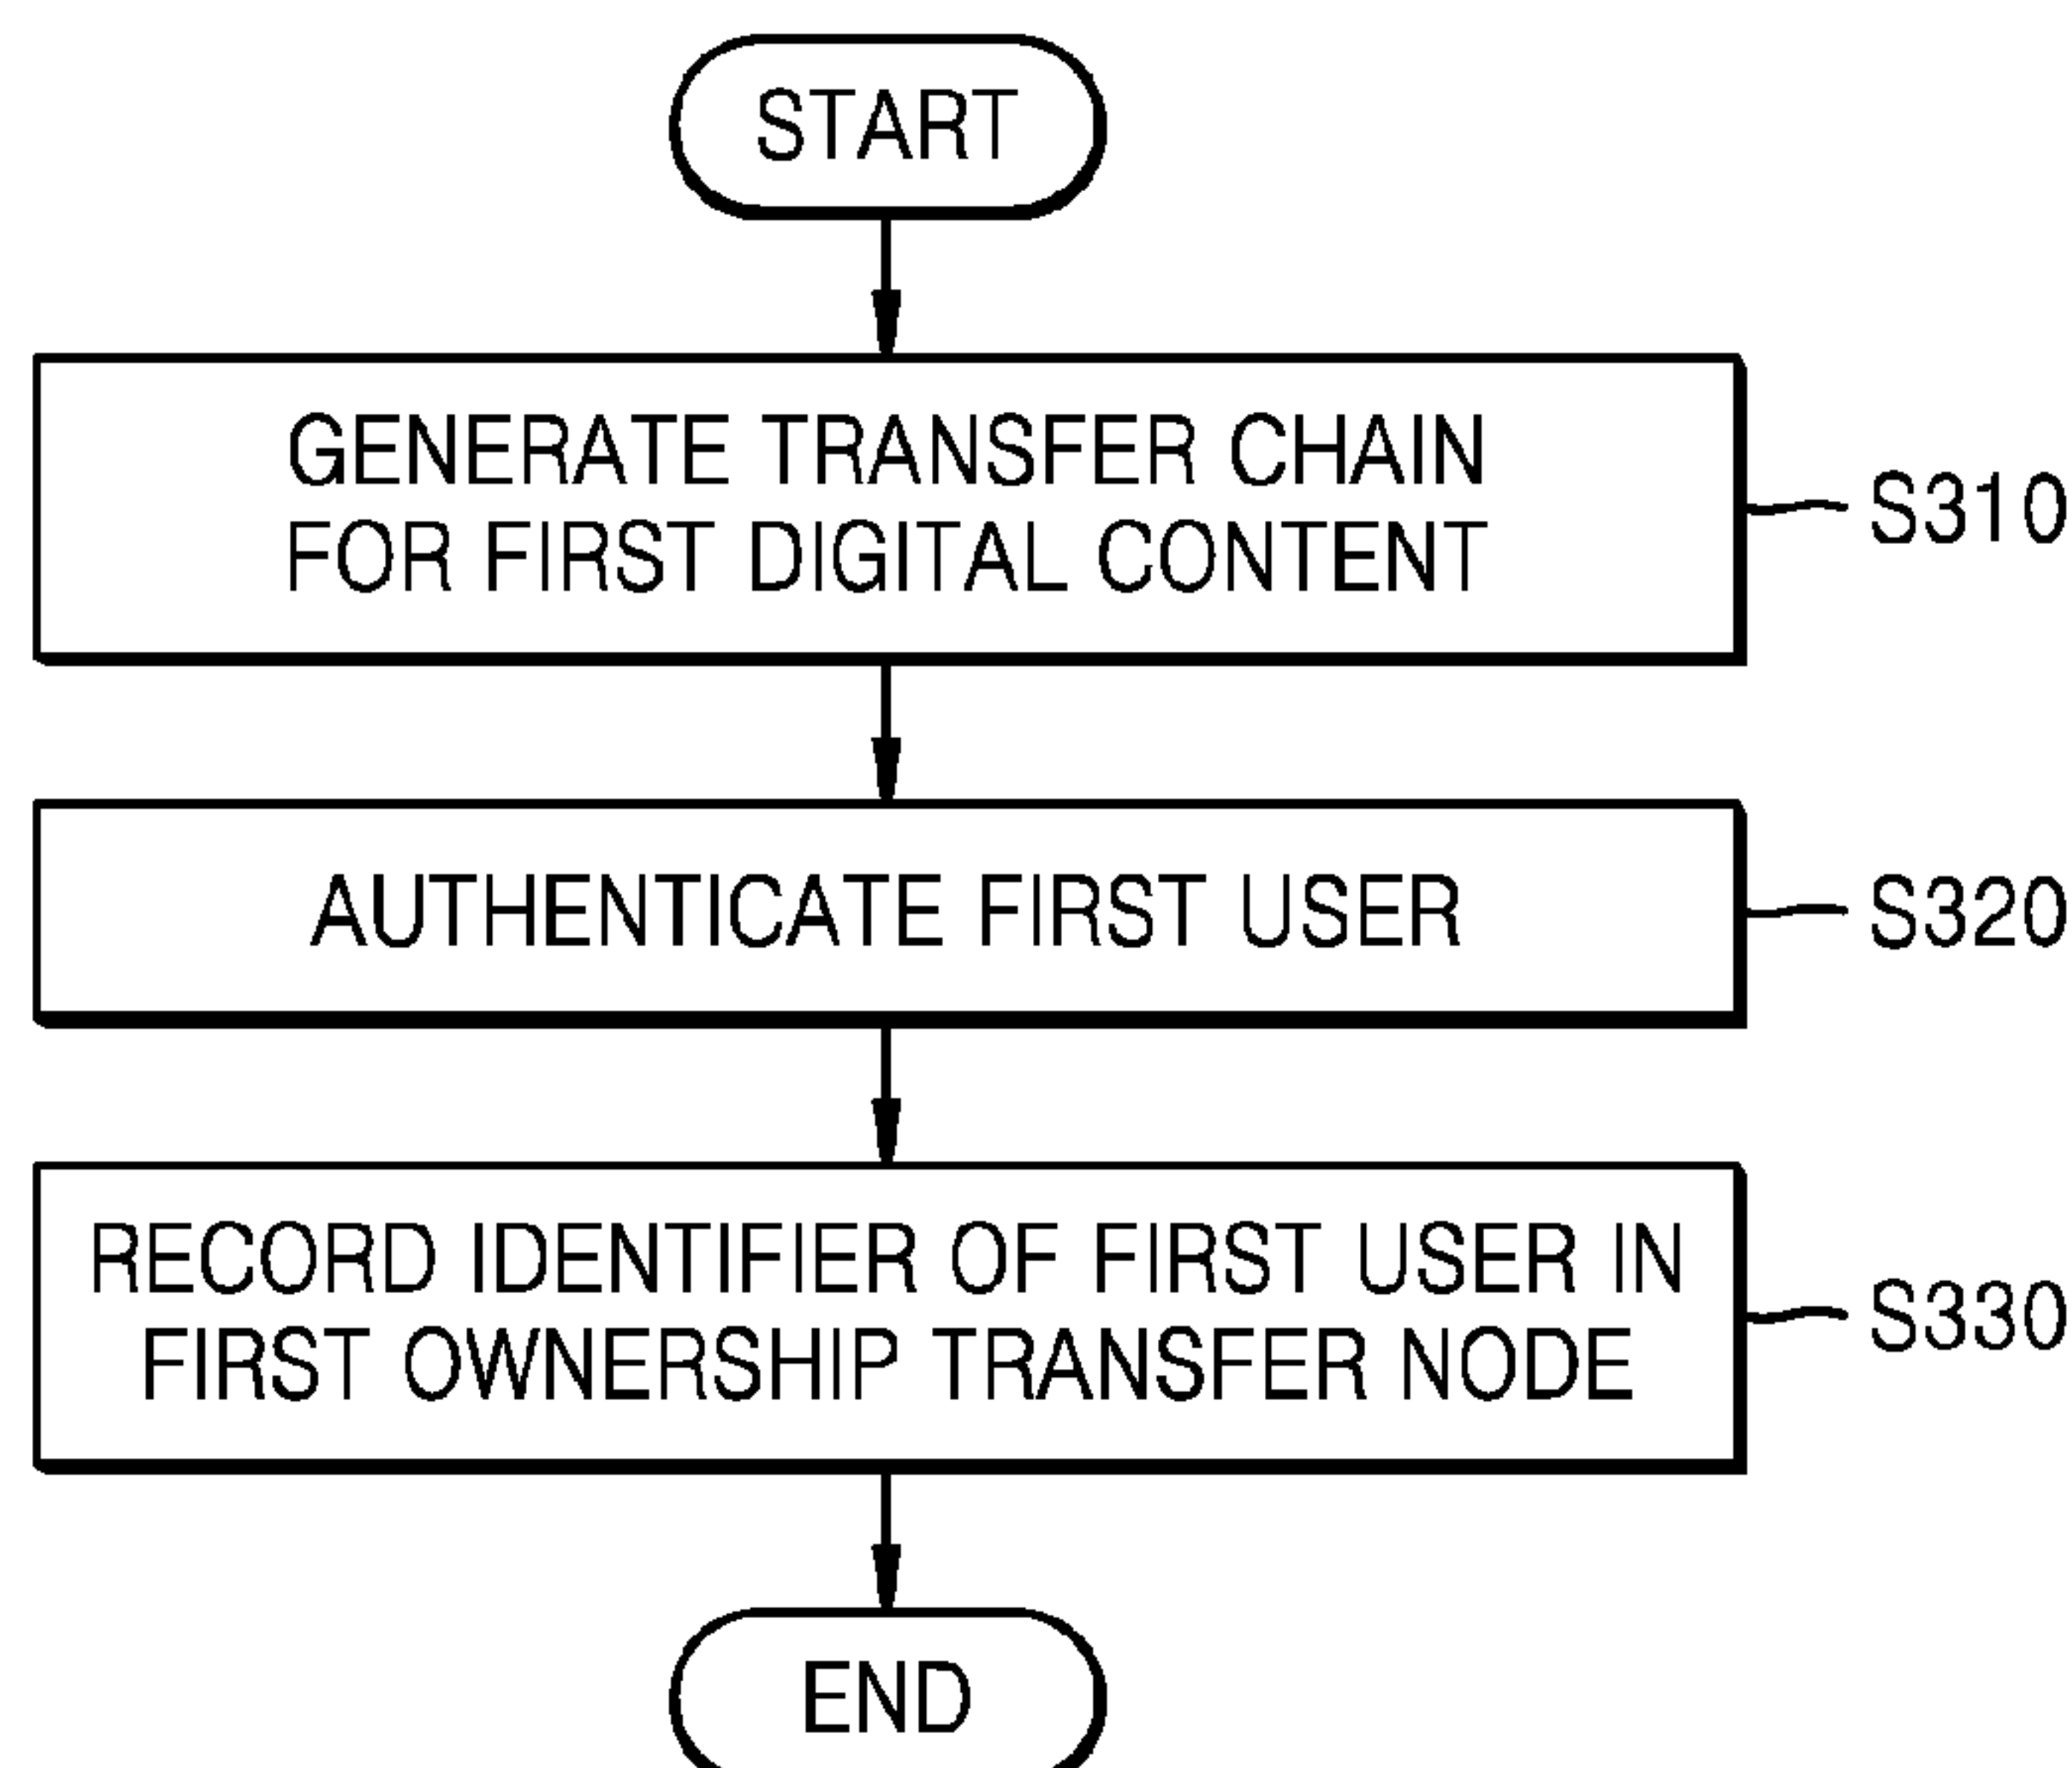 START
GENERATE TRANSFER CHAIN
FOR FIRST DIGITAL CONTENT
S310
AUTHENTICATE FIRST USER
S320
RECORD IDENTIFIER OF FIRST USER IN
FIRST OWNERSHIP TRANSFER NODE
S330
END